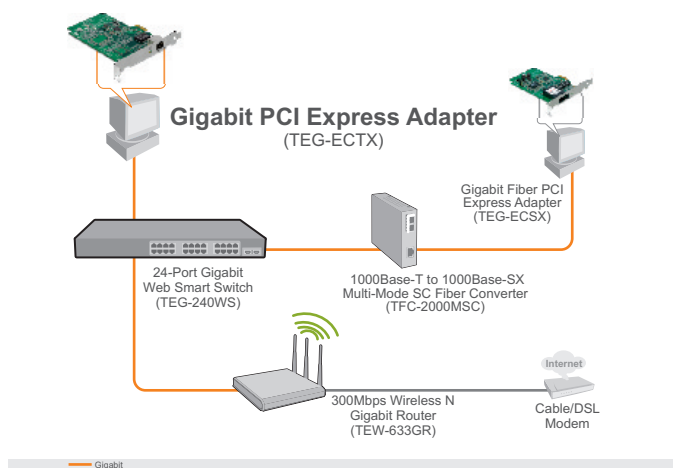 Gigabit PCI Express Adapter
(TEG-ECTX)
Gigabit Fiber PCI
Express Adapter
(TEG-ECSX)
24-Port Gigabit
Web Smart Switch
(TEG-240WS)
1000Base-T to 1000Base-SX
Multi-Mode SC Fiber Converter
(TFC-2000MSC)
300Mbps Wireless N
Gigabit Router
(TEW-633GR)
Internet
Cable/DSL
Modem
Gigabit